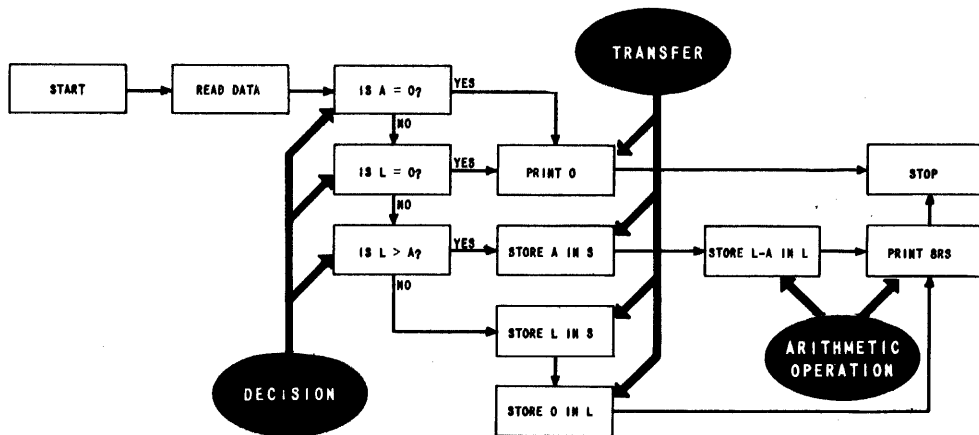 TRANSFER
START
READ DATA
IS A = 0?
YES
NO
IS L = 0?
YES
PRINT 0
STOP
NO
IS L > A?
YES
STORE A IN S
STORE L-A IN L
PRINT 8RS
NO
STORE L IN S
ARITHMETIC
OPERATION
DECISION
STORE 0 IN L